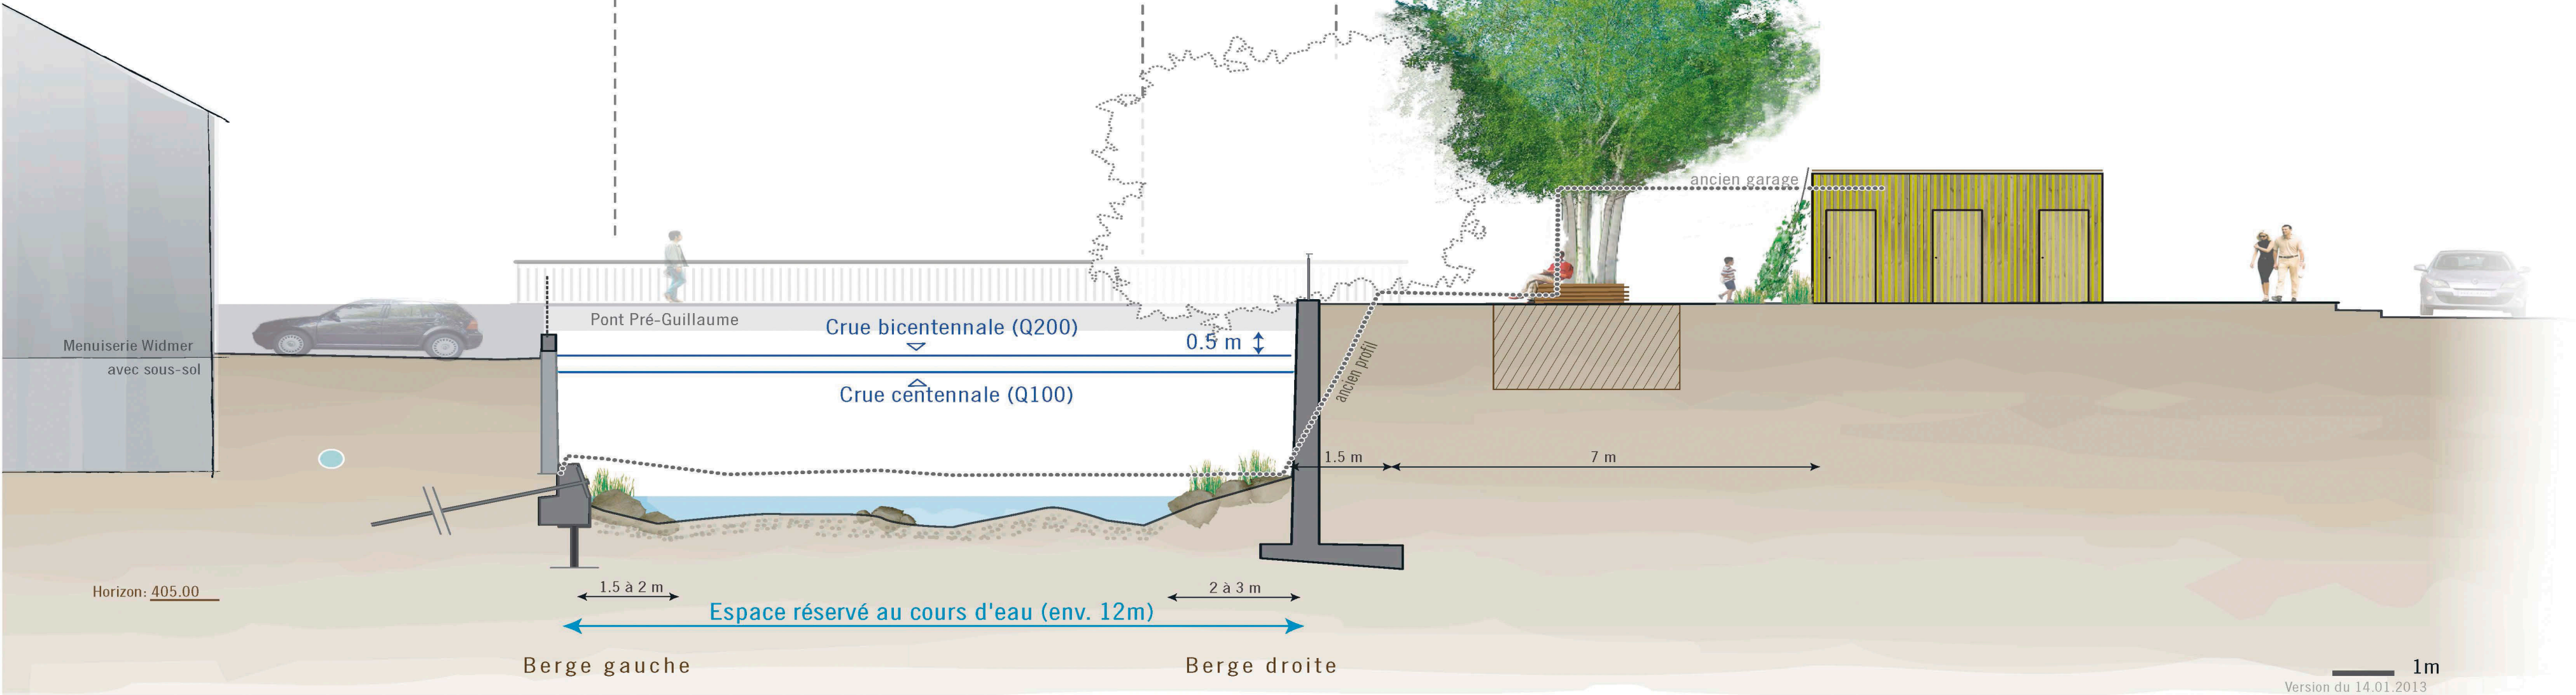 ancien garage
Pont Pré-Guillaume
Crue bicentennale (Q200)
0.5 m
Menuiserie Widmer
avec sous-sol
Crue centennale (Q100)
ancien profil
1.5 m
7 m
Horizon: 405.00
1.5 à 2 m
2 à 3 m
Espace réservé au cours d'eau (env. 12m)
Berge gauche
Berge droite
1m
Version du 14.01.2013